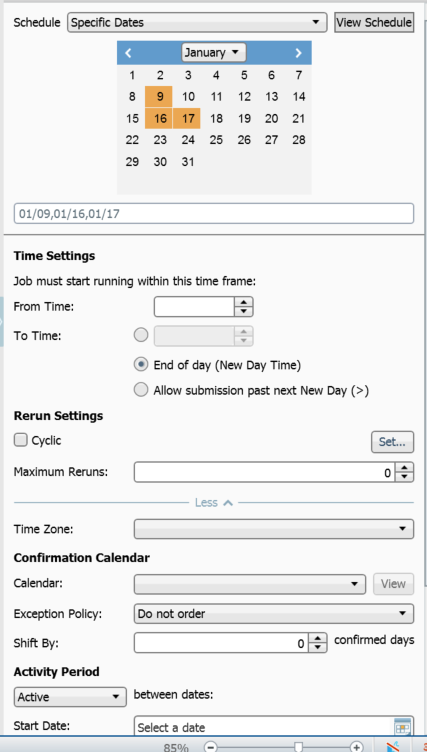 Schedule Specific Dates View Schedule
January
1 2 3 4 5 6 7
8 9 10 11 12 13 14
15 16 17 18 19 20 21
22 23 24 25 26 27 28
29 30 31
01/09,01/16,01/17
Time Settings
Job must start running within this time frame:
From Time:
To Time:
End of day (New Day Time)
Allow submission past next New Day (>)
Rerun Settings
Cyclic Set...
Maximum Reruns: 0
Less
Time Zone:
Confirmation Calendar
Calendar: View
Exception Policy: Do not order
Shift By: 0 confirmed days
Activity Period
Active between dates:
Start Date: Select a date
85%